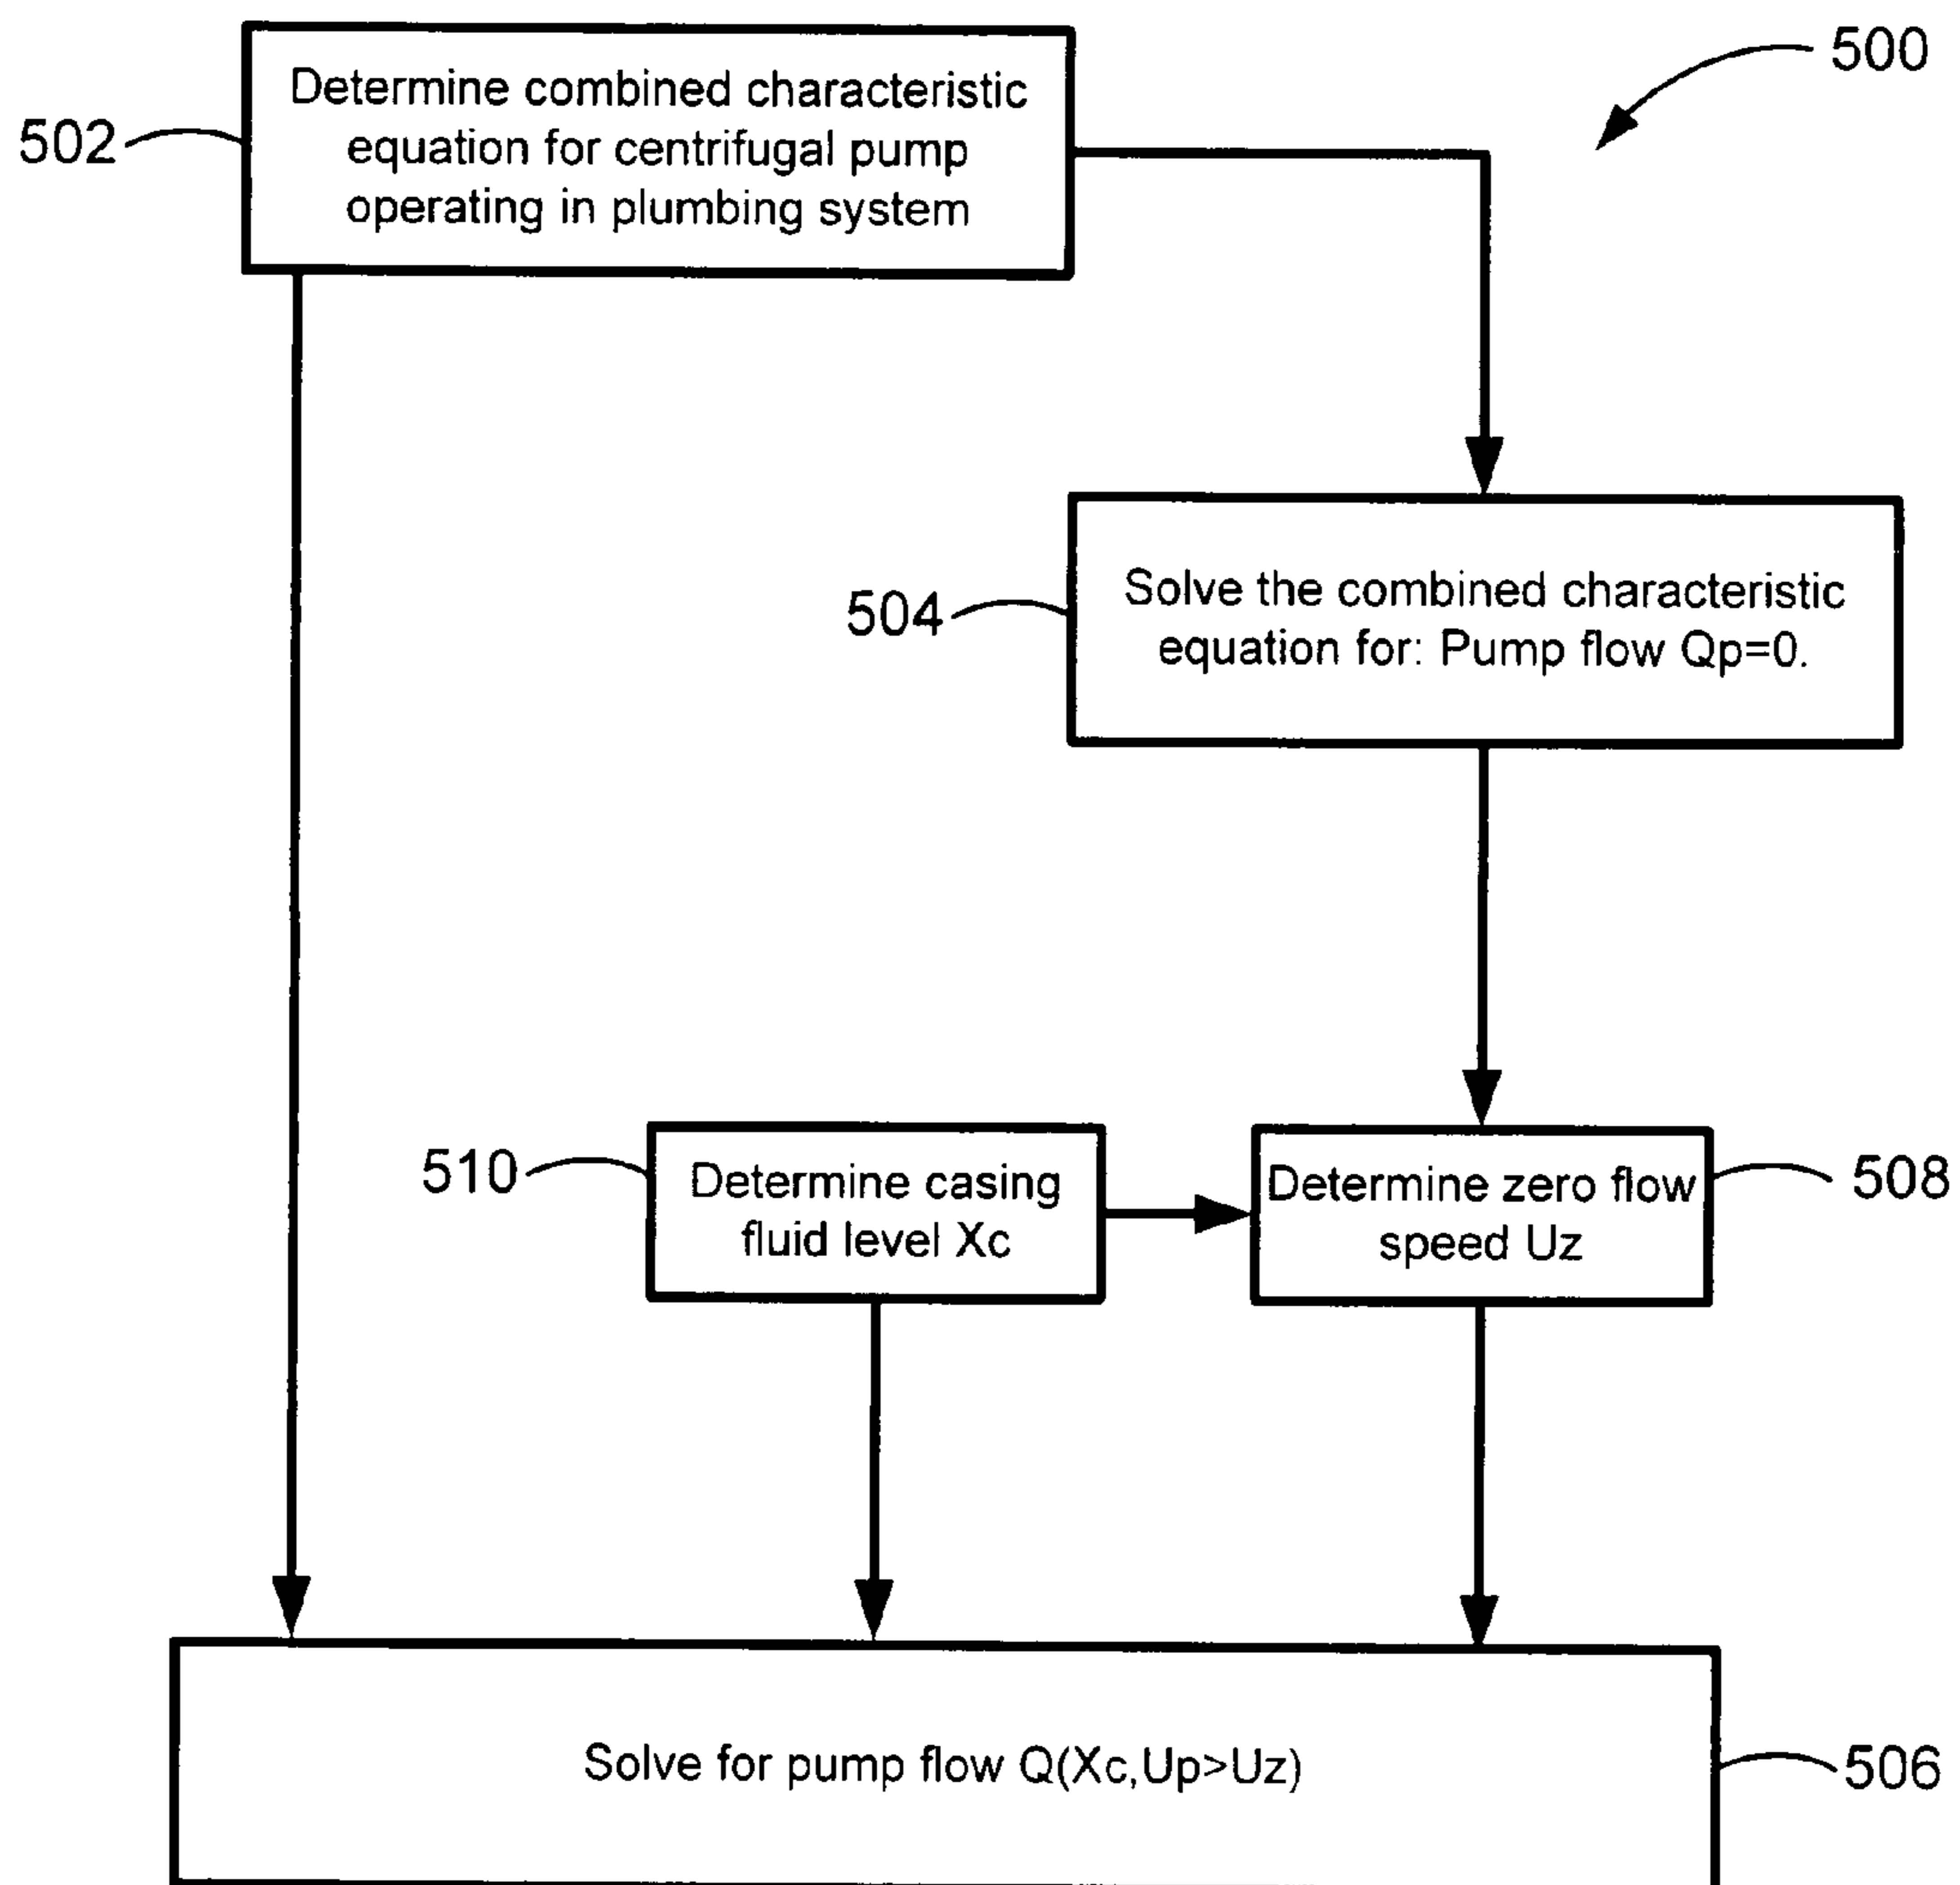 500
502
Determine combined characteristic
equation for centrifugal pump
operating in plumbing system
504
Solve the combined characteristic
equation for: Pump flow Qp=0.
510
Determine casing
fluid level Xc
Determine zero flow
speed Uz
508
Solve for pump flow Q(Xc,Up>Uz)
506